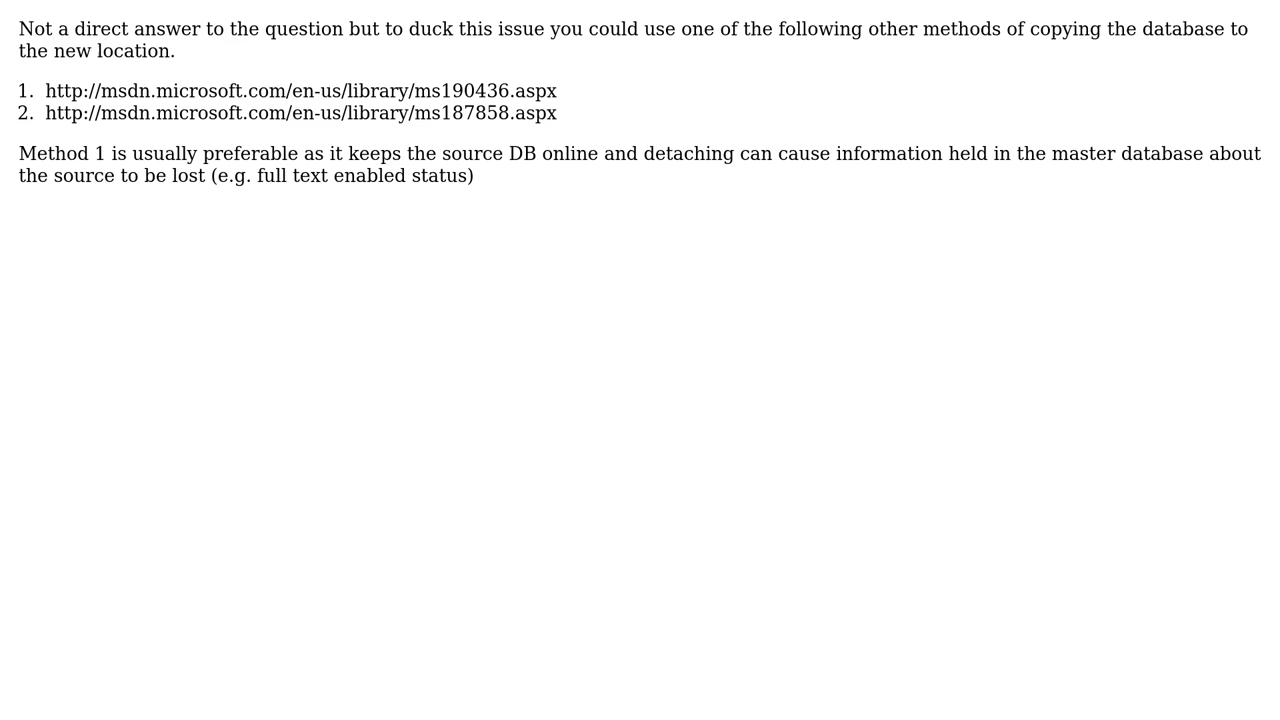 Not a direct answer to the question but to duck this issue you could use one of the following other methods of copying the database to
the new location.
1. http://msdn.microsoft.com/en-us/library/ms190436.aspx
2. http://msdn.microsoft.com/en-us/library/ms187858.aspx
Method 1 is usually preferable as it keeps the source DB online and detaching can cause information held in the master database about
the source to be lost (e.g. full text enabled status)